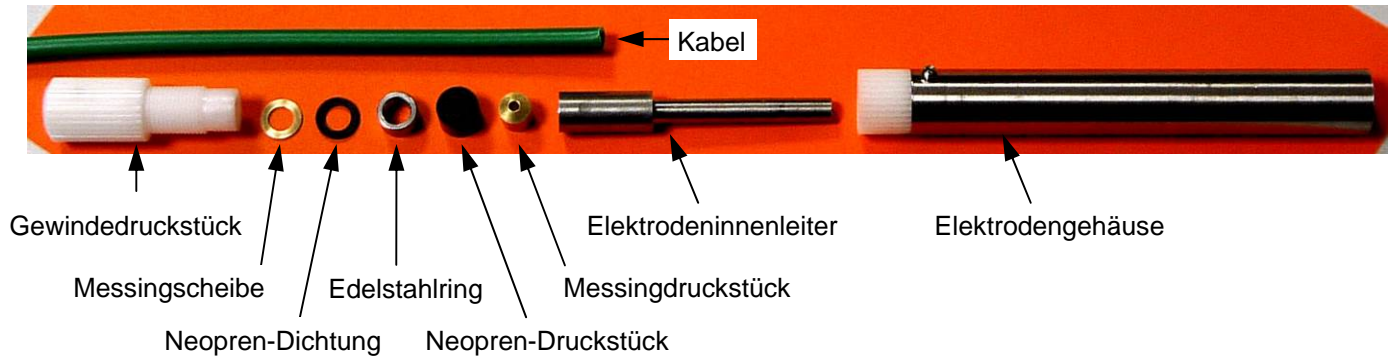 Kabel
Gewindedruckstück
Elektrodeninnenleiter
Elektrodengehäuse
Messingscheibe
Edelstahlring
Messingdruckstück
Neopren-Dichtung
Neopren-Druckstück